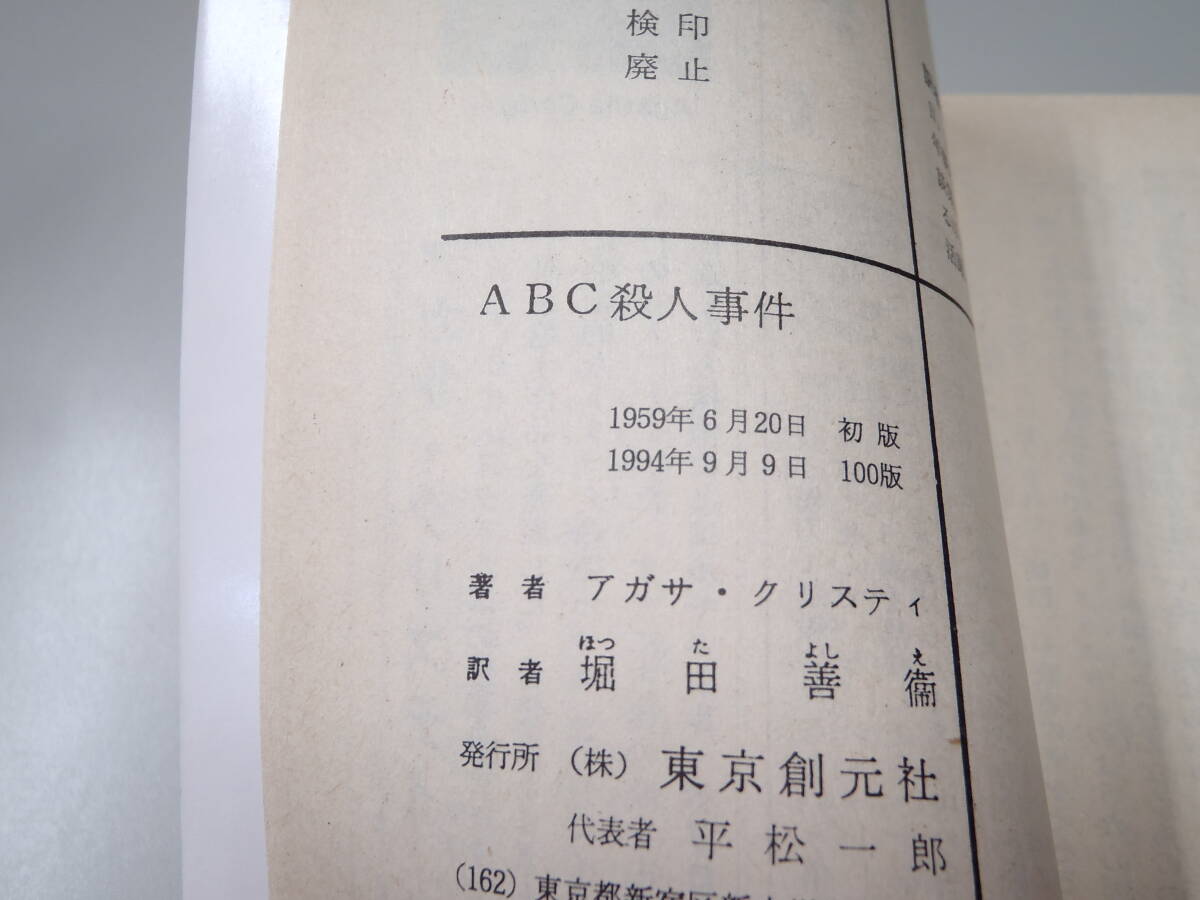 検印
廃止
ABC殺人事件
1959年6月20日 初版
1994年9月9日 100版
著者 アガサ・クリスティ
ほつ た よし え
訳者 堀田善衞
発行所 (株) 東京創元社
代表者 平松一郎
(162) 東京都新宿区新